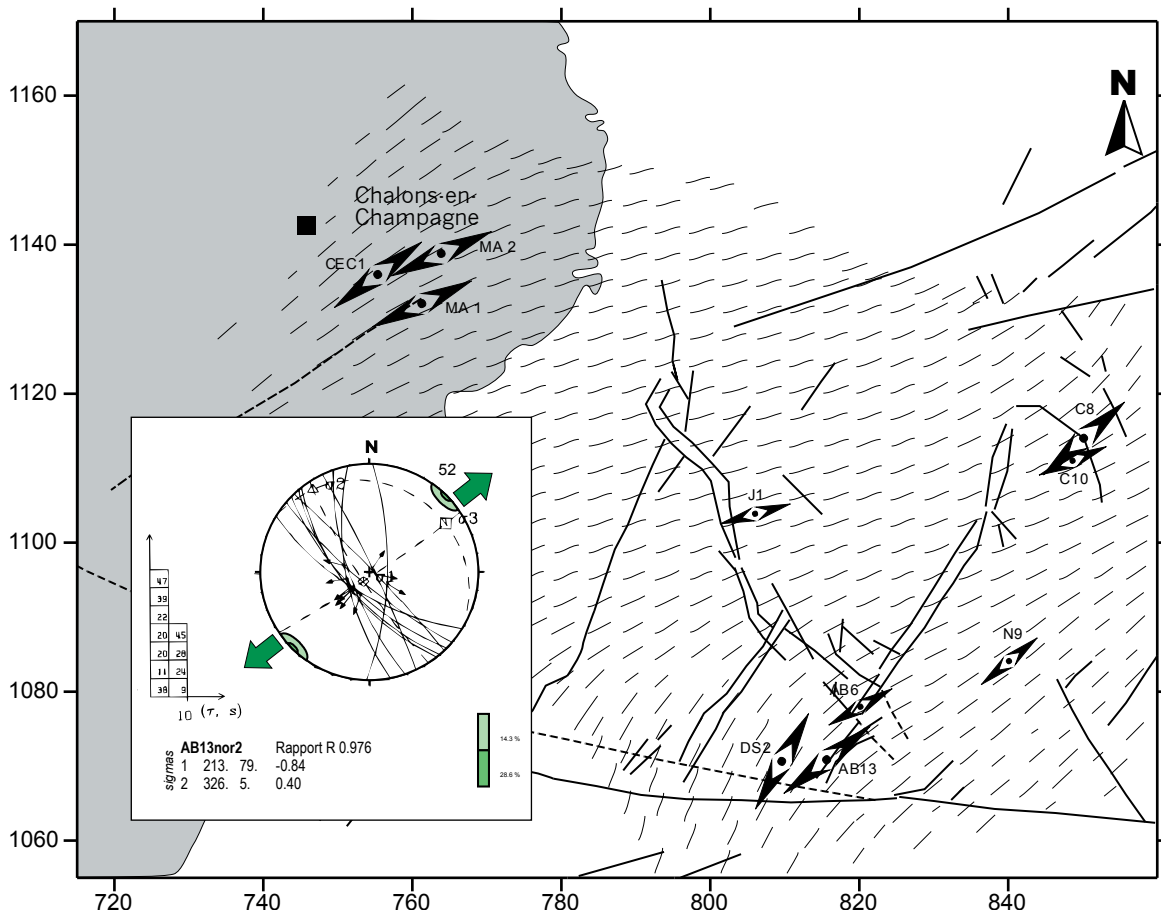 1160
N
Chalons-en-
Champagne
1140
MA 2
CEC1
MA 1
1120
C8
C10
N
52
σ2
J1
σ3
1100
σ1
47
39
22
20 45
20 28
11 24
38 9
10 (τ, s)
N9
1080
AB6
DS2
AB13
14.3 %
28.6 %
AB13nor2 Rapport R 0.976
sigmas
1 213. 79. -0.84
2 326. 5. 0.40
1060
720 740 760 780 800 820 840